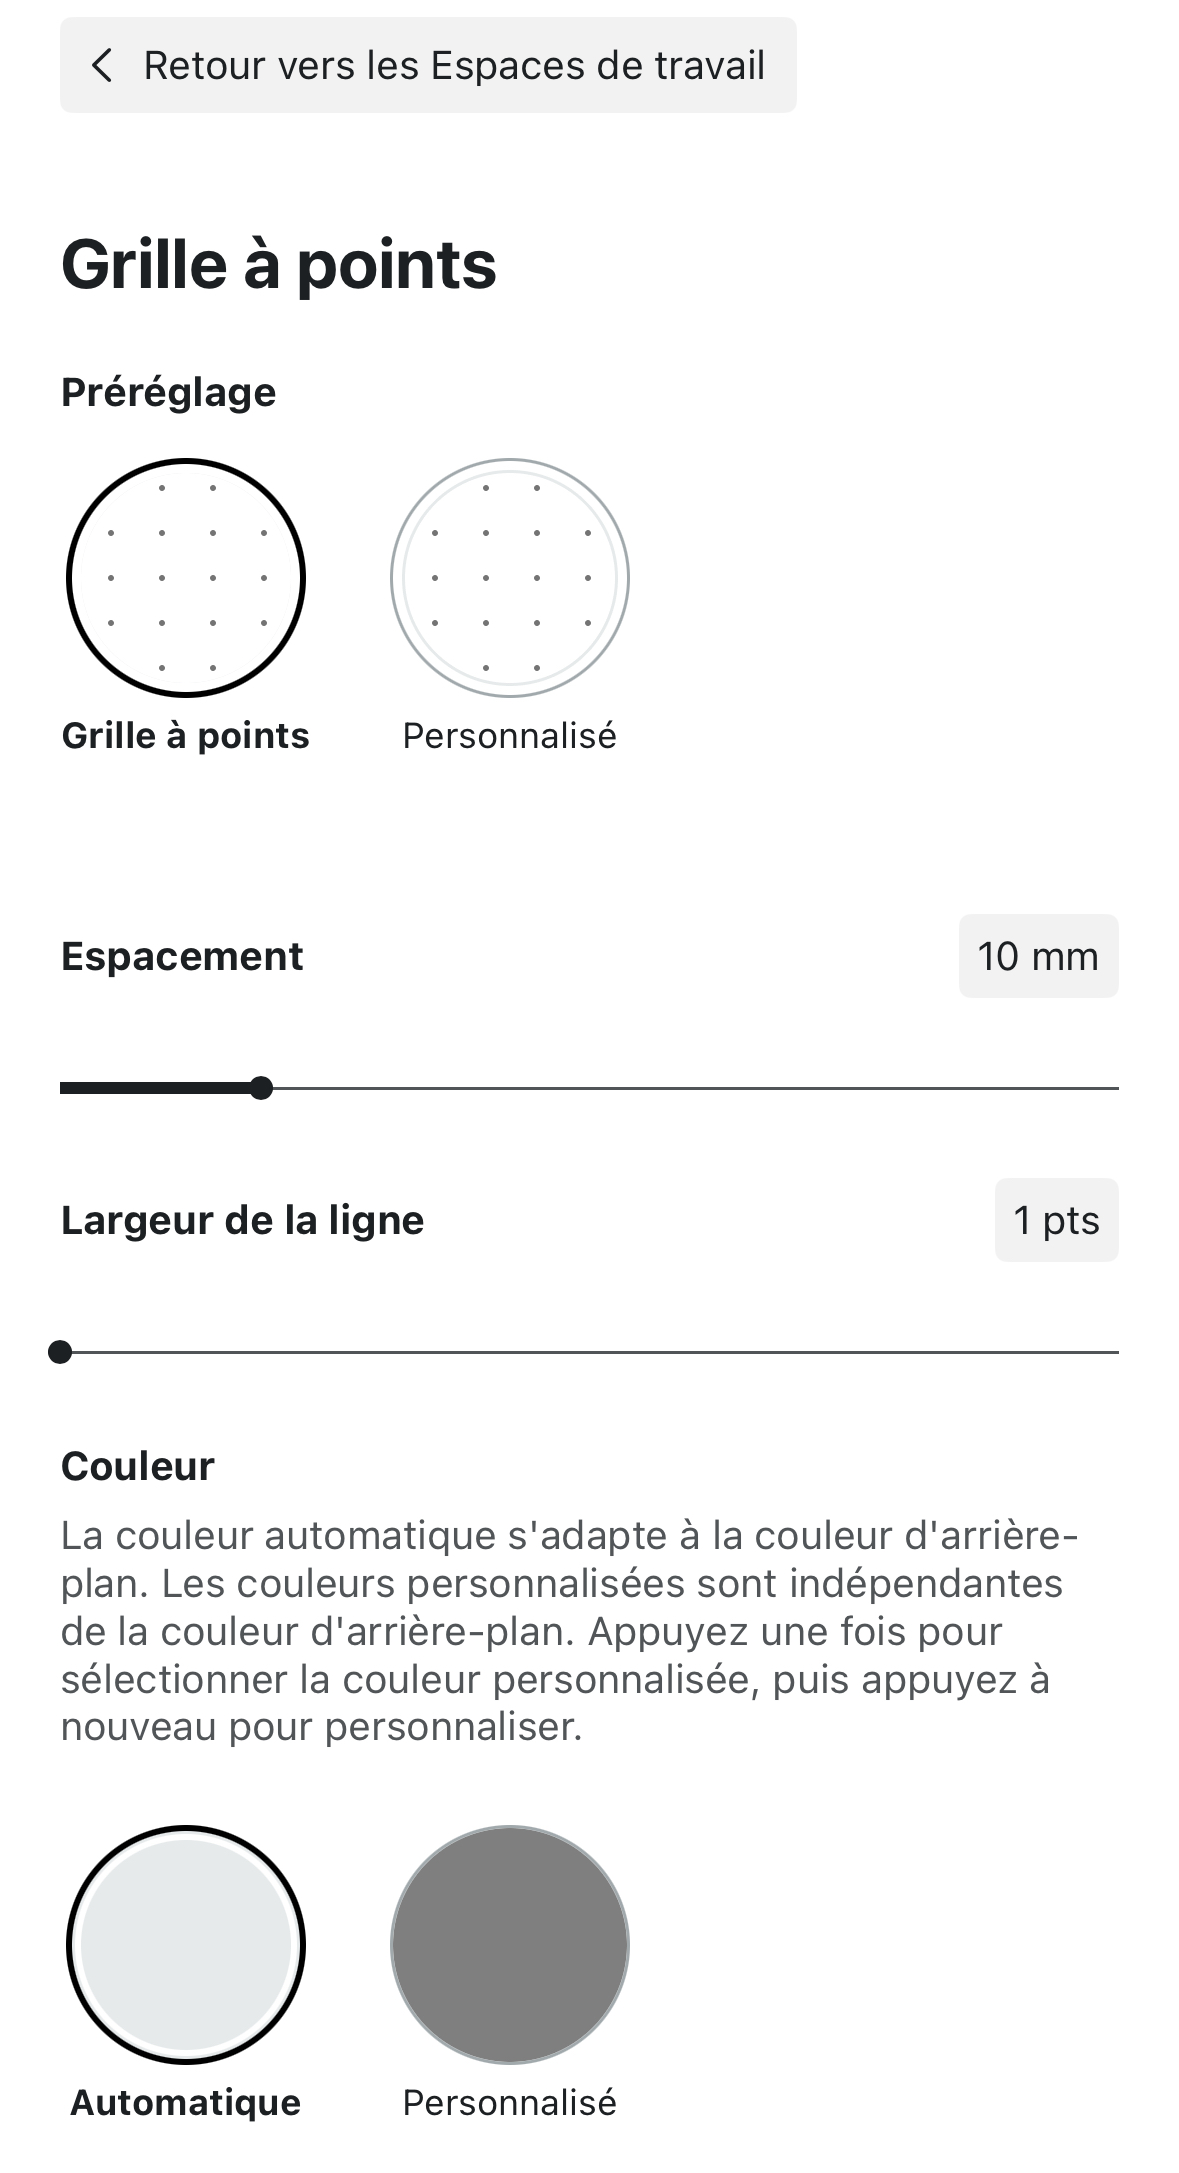 Retour vers les Espaces de travail
Grille à points
Préréglage
Grille à points
Personnalisé
Espacement
10 mm
Largeur de la ligne
1 pts
Couleur
La couleur automatique s'adapte à la couleur d'arrière-
plan. Les couleurs personnalisées sont indépendantes
de la couleur d'arrière-plan. Appuyez une fois pour
sélectionner la couleur personnalisée, puis appuyez à
nouveau pour personnaliser.
Automatique
Personnalisé